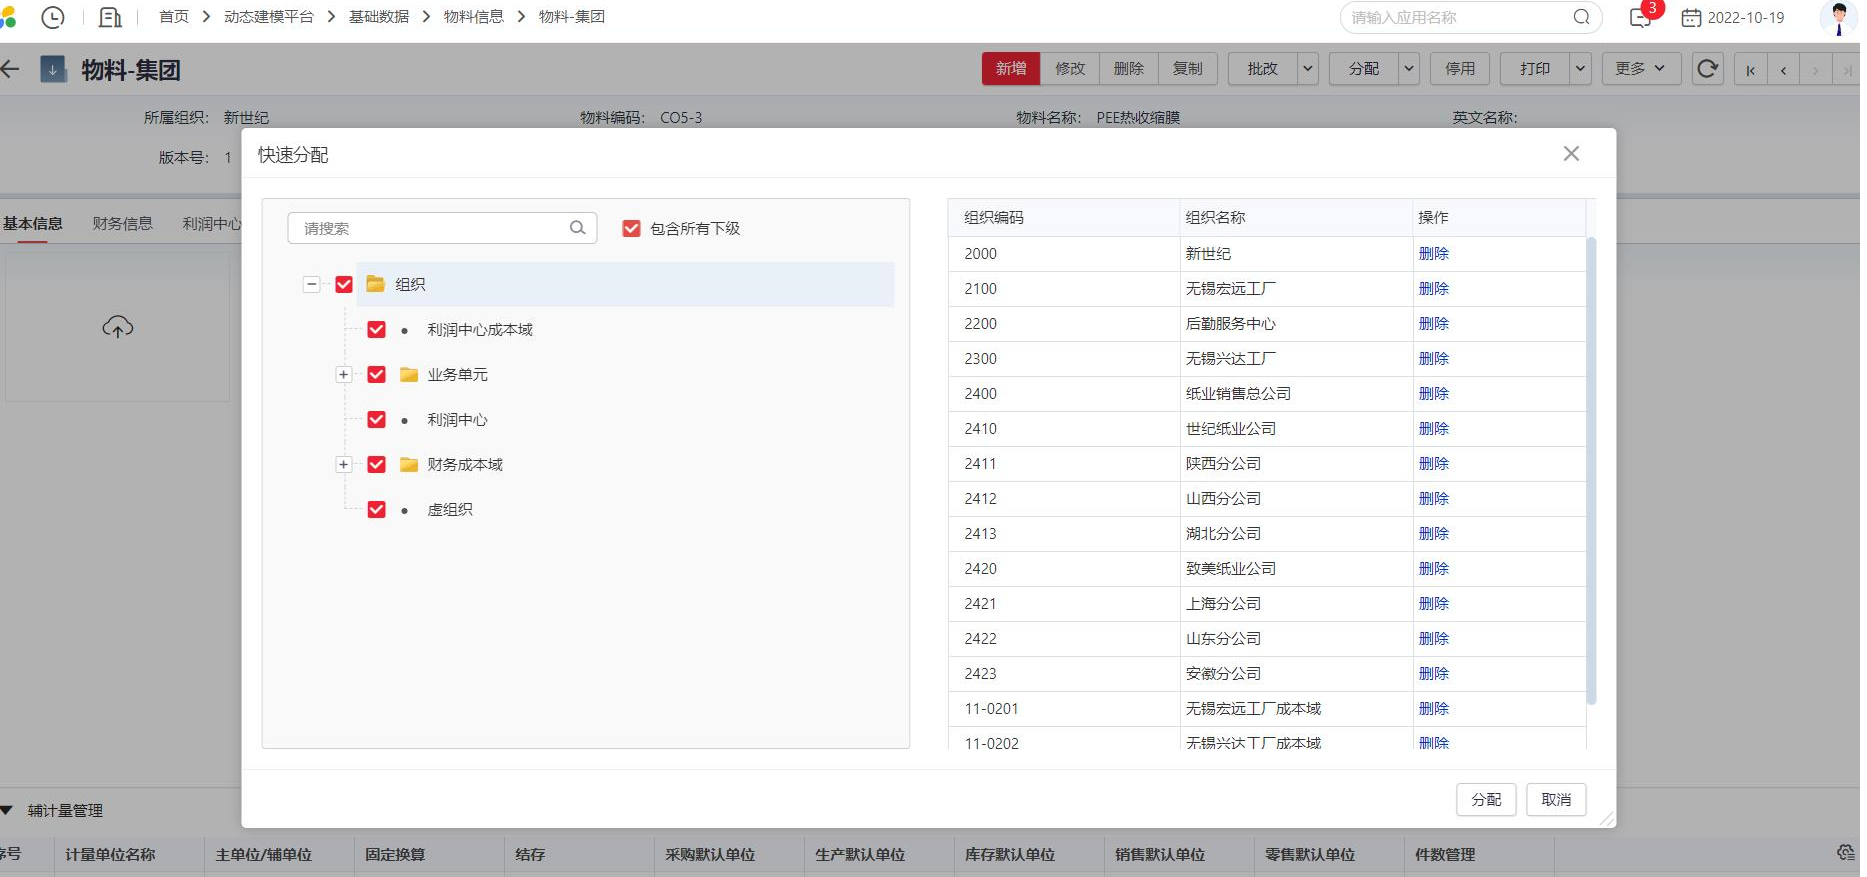 首页 动态建模平台 基础数据 物料信息 物料-集团 请输入应用名称 3 2022-10-19
物料-集团 新增 修改 删除 复制 批改 分配 停用 打印 更多
所属组织: 新世纪 物料编码: CO5-3 物料名称: PEE热收缩膜 英文名称:
版本号: 1
快速分配
基本信息 财务信息 利润中心
请搜索 包含所有下级
组织
利润中心成本域
业务单元
利润中心
财务成本域
虚组织
组织编码 组织名称 操作
2000 新世纪 删除
2100 无锡宏远工厂 删除
2200 后勤服务中心 删除
2300 无锡兴达工厂 删除
2400 纸业销售总公司 删除
2410 世纪纸业公司 删除
2411 陕西分公司 删除
2412 山西分公司 删除
2413 湖北分公司 删除
2420 致美纸业公司 删除
2421 上海分公司 删除
2422 山东分公司 删除
2423 安徽分公司 删除
11-0201 无锡宏远工厂成本域 删除
11-0202 无锡兴达工厂成本域 删除
分配 取消
辅计量管理
序号 计量单位名称 主单位/辅单位 固定换算 结存 采购默认单位 生产默认单位 库存默认单位 销售默认单位 零售默认单位 件数管理